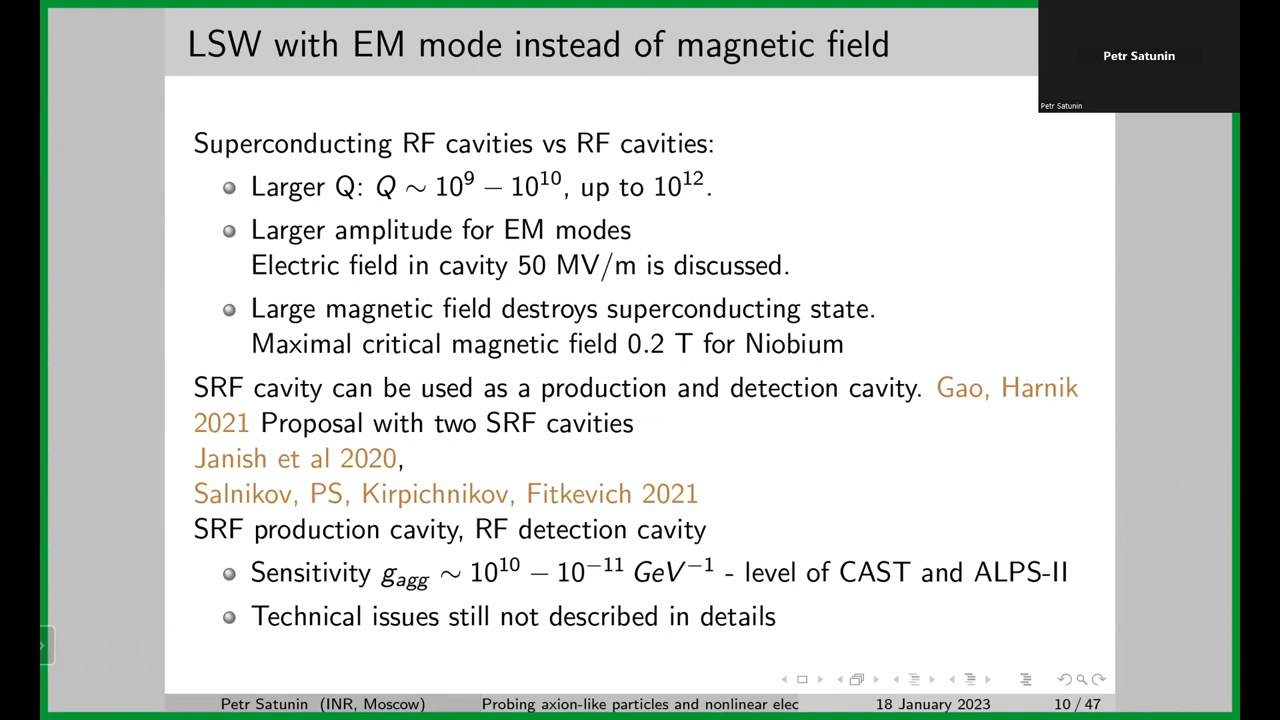 LSW with EM mode instead of magnetic field
Petr Satunin
Petr Satunin
Superconducting RF cavities vs RF cavities:
Larger Q: Q ∼ 10⁹ − 10¹⁰, up to 10¹².
Larger amplitude for EM modes
Electric field in cavity 50 MV/m is discussed.
Large magnetic field destroys superconducting state.
Maximal critical magnetic field 0.2 T for Niobium
SRF cavity can be used as a production and detection cavity. Gao, Harnik
2021 Proposal with two SRF cavities
Janish et al 2020,
Salnikov, PS, Kirpichnikov, Fitkevich 2021
SRF production cavity, RF detection cavity
Sensitivity gₐgg ∼ 10¹⁰ − 10⁻¹¹ GeV⁻¹ - level of CAST and ALPS-II
Technical issues still not described in details
Petr Satunin (INR, Moscow) Probing axion-like particles and nonlinear elec 18 January 2023 10 / 47